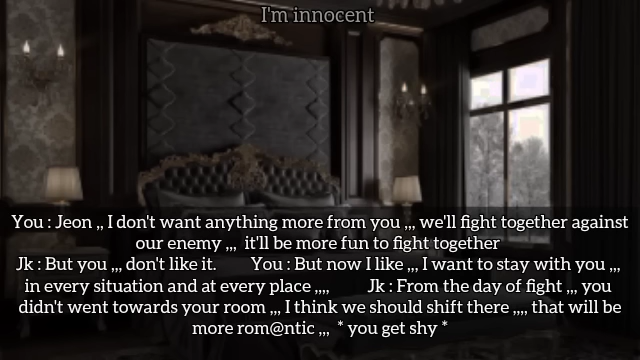 I'm innocent
You : Jeon ,, I don't want anything more from you ,,, we'll fight together against
our enemy ,,, it'll be more fun to fight together
Jk : But you ,,, don't like it. You : But now I like ,,, I want to stay with you ,,,
in every situation and at every place ,,,, Jk : From the day of fight ,,, you
didn't went towards your room ,,, I think we should shift there ,,,, that will be
more rom@ntic ,,, * you get shy *